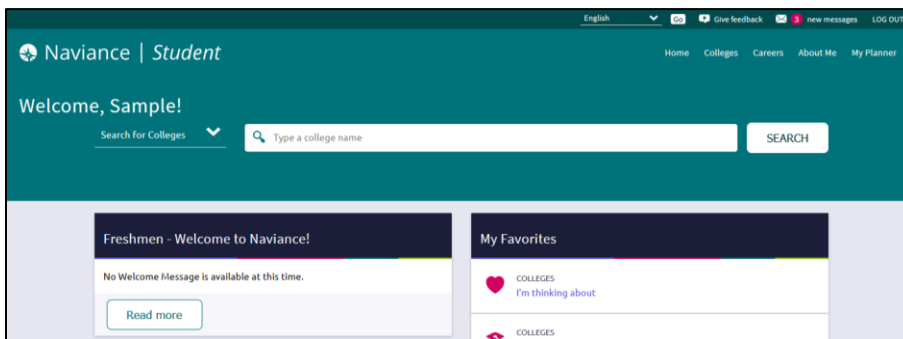 English Go Give feedback 3 new messages LOG OUT
Naviance | Student
Home Colleges Careers About Me My Planner
Welcome, Sample!
Search for Colleges Type a college name SEARCH
Freshmen - Welcome to Naviance!
No Welcome Message is available at this time.
Read more
My Favorites
COLLEGES
I'm thinking about
COLLEGES